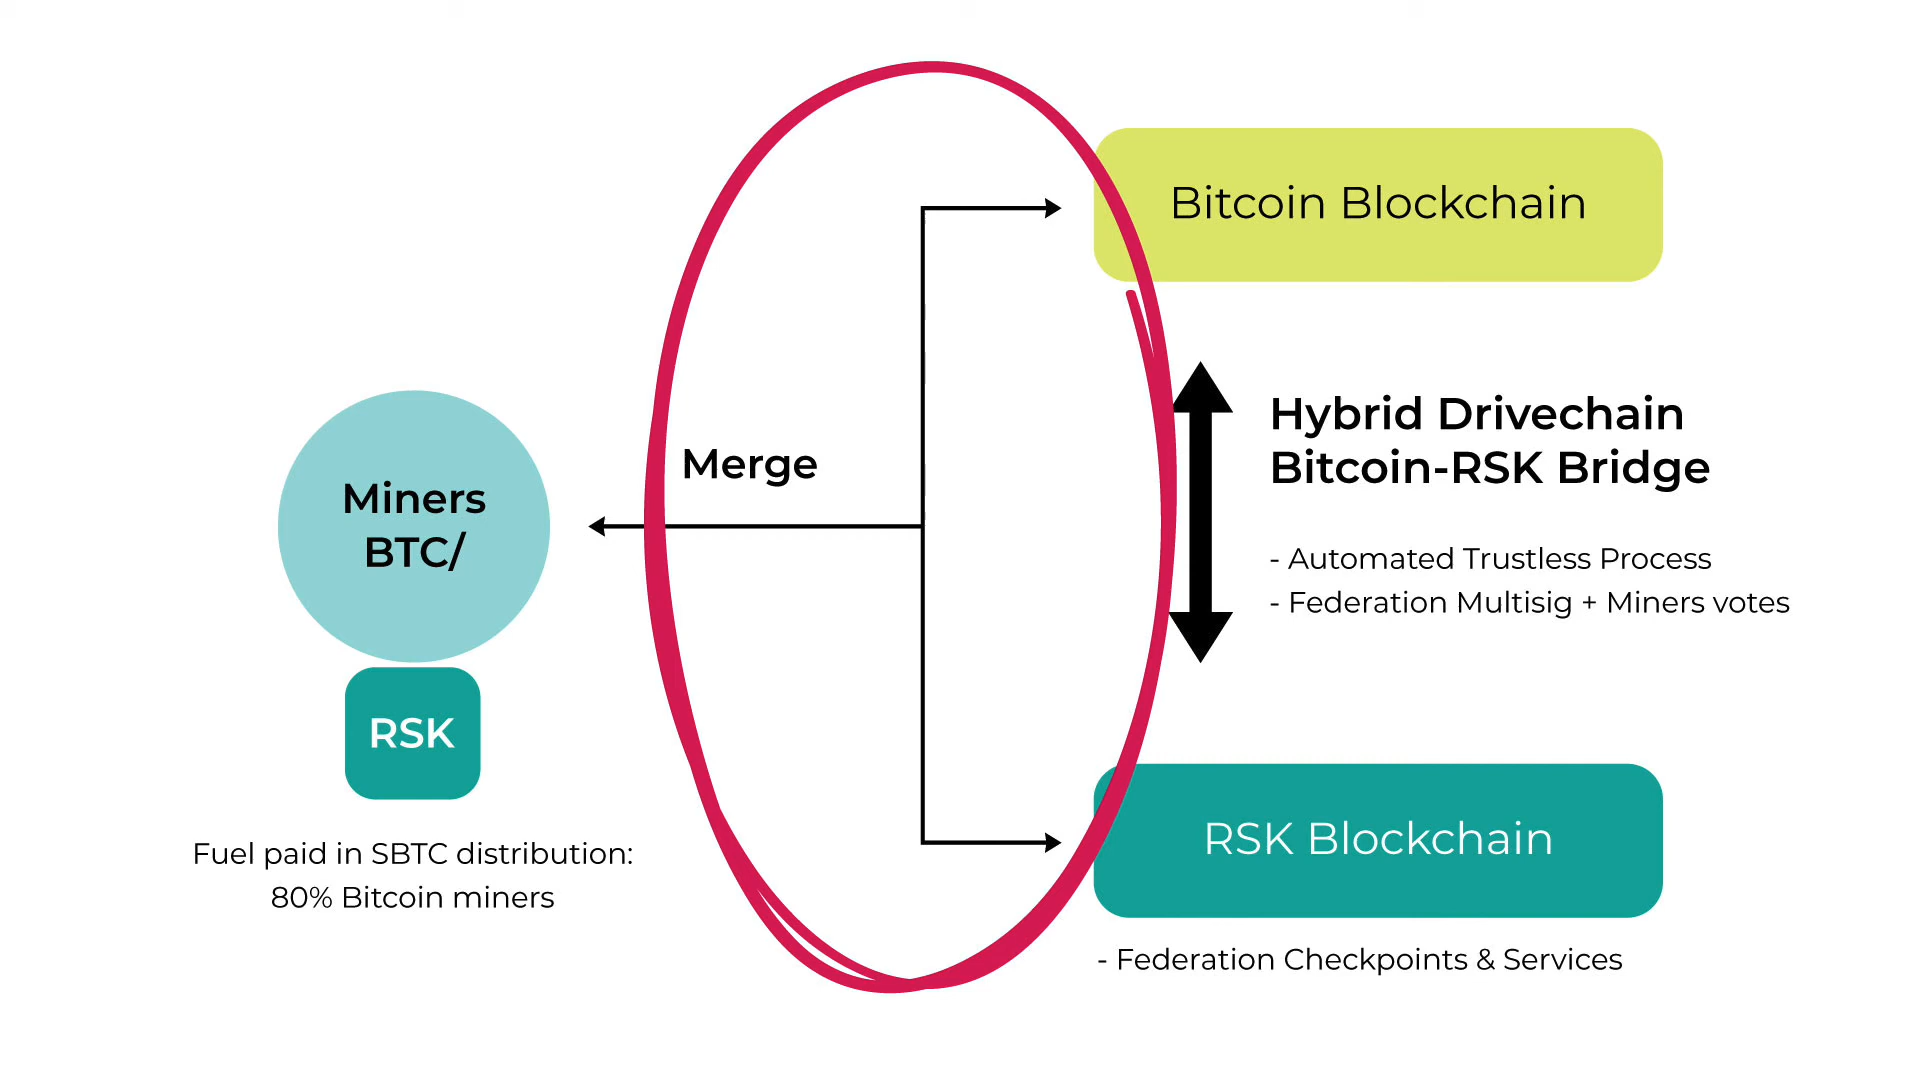 Bitcoin Blockchain
Hybrid Drivechain
Bitcoin-RSK Bridge
- Automated Trustless Process
- Federation Multisig + Miners votes
Merge
Miners
BTC/
RSK
Fuel paid in SBTC distribution:
80% Bitcoin miners
RSK Blockchain
- Federation Checkpoints & Services